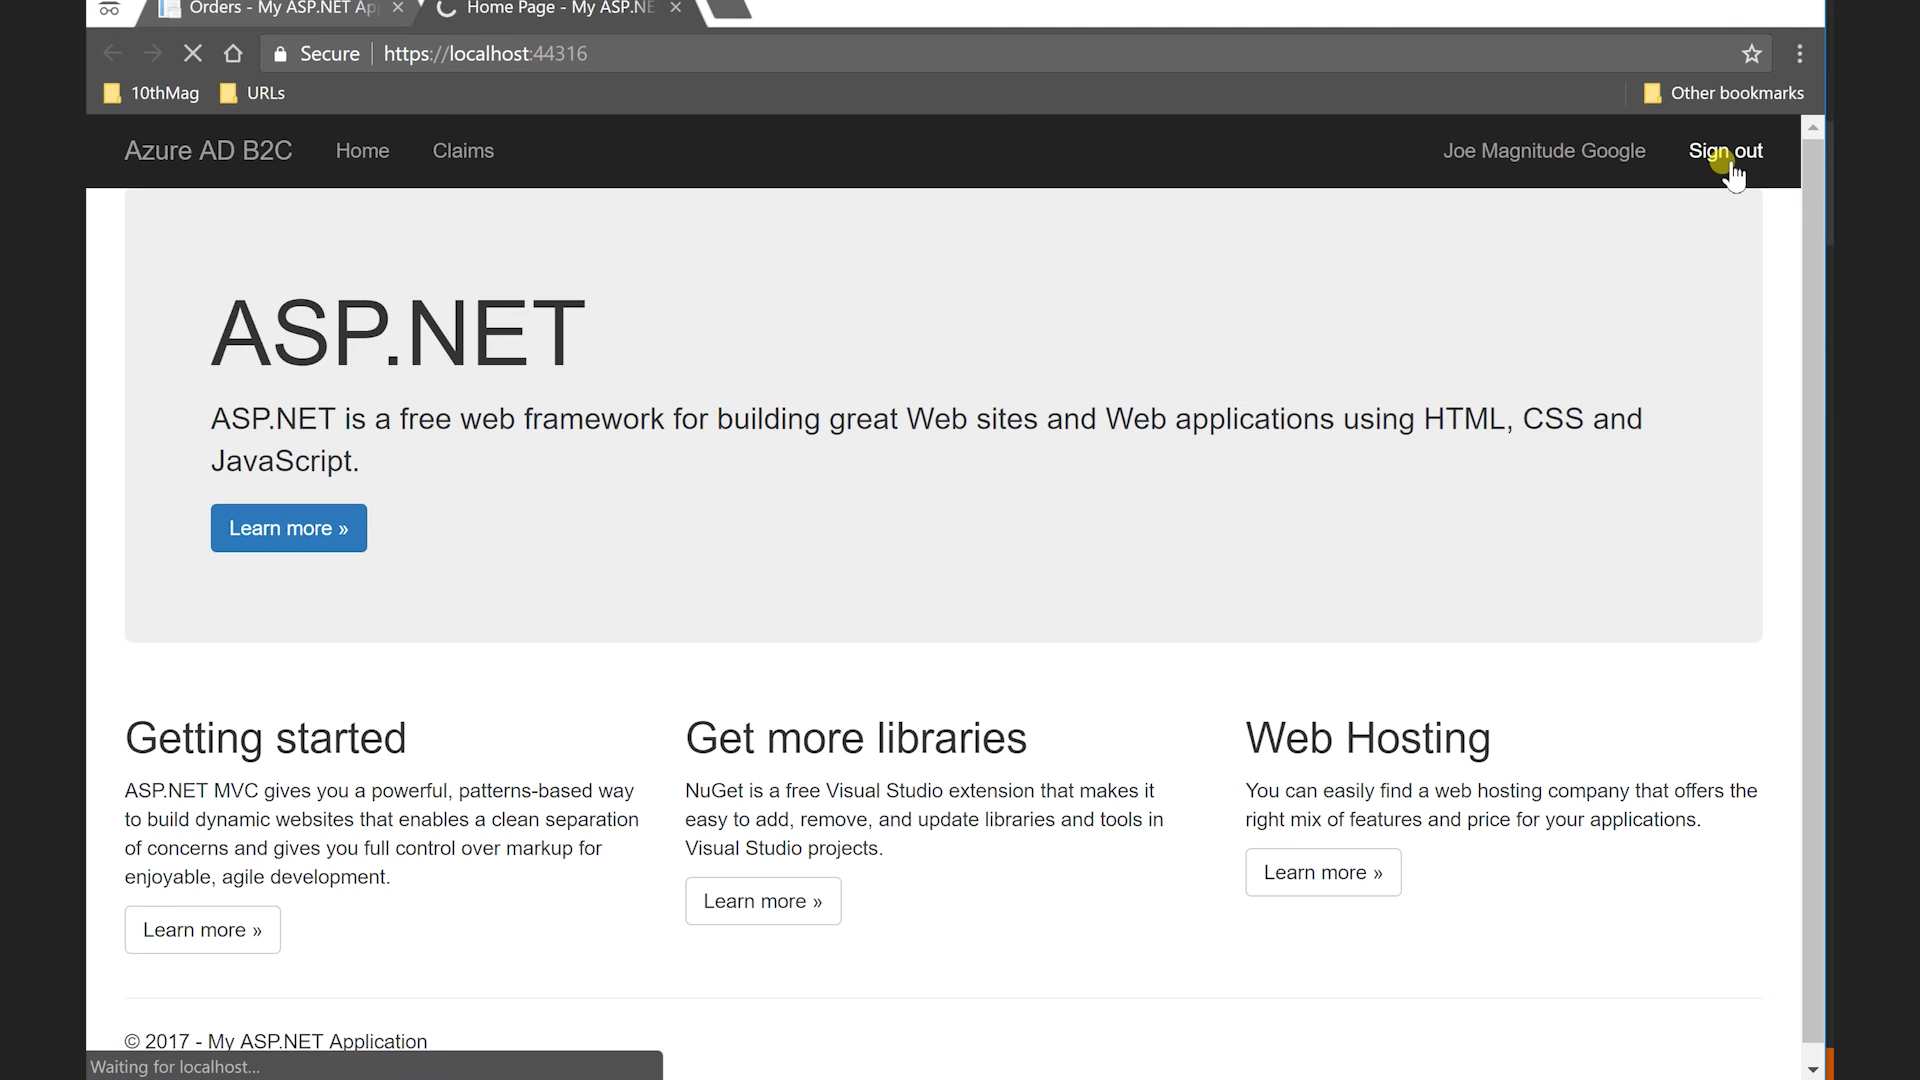 Orders - My ASP.NET Ap
Home Page - My ASP.NE
Secure https://localhost:44316
10thMag URLs Other bookmarks
Azure AD B2C Home Claims Joe Magnitude Google Sign out
ASP.NET
ASP.NET is a free web framework for building great Web sites and Web applications using HTML, CSS and
JavaScript.
Learn more »
Getting started
ASP.NET MVC gives you a powerful, patterns-based way
to build dynamic websites that enables a clean separation
of concerns and gives you full control over markup for
enjoyable, agile development.
Learn more »
Get more libraries
NuGet is a free Visual Studio extension that makes it
easy to add, remove, and update libraries and tools in
Visual Studio projects.
Learn more »
Web Hosting
You can easily find a web hosting company that offers the
right mix of features and price for your applications.
Learn more »
© 2017 - My ASP.NET Application
Waiting for localhost...